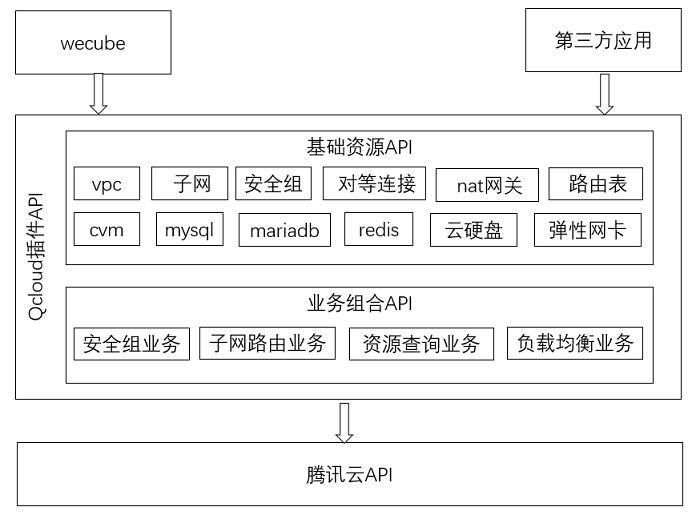 wecube
第三方应用
Qcloud插件API
基础资源API
vpc
子网
安全组
对等连接
nat网关
路由表
cvm
mysql
mariadb
redis
云硬盘
弹性网卡
业务组合API
安全组业务
子网路由业务
资源查询业务
负载均衡业务
腾讯云API